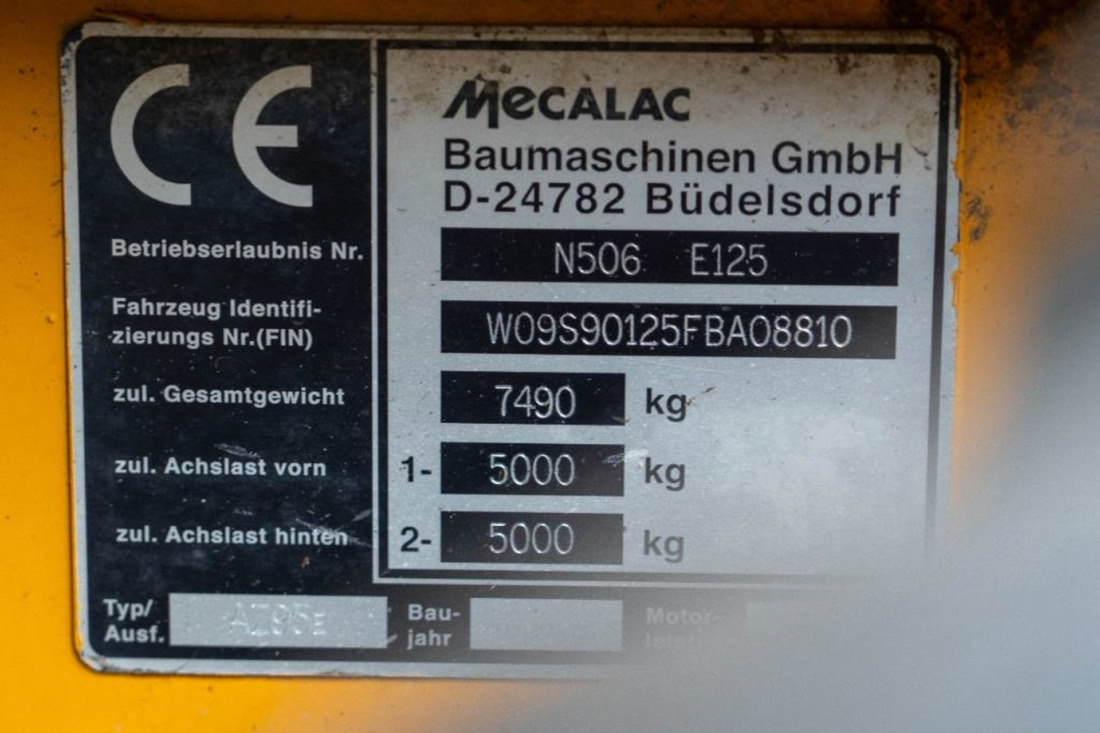 CE
MECALAC
Baumaschinen GmbH
D-24782 Büdelsdorf
Betriebserlaubnis Nr. N506 E125
Fahrzeug Identifi-
zierungs Nr.(FIN) W09S90125FBA08810
zul. Gesamtgewicht 7490 kg
zul. Achslast vorn 1- 5000 kg
zul. Achslast hinten 2- 5000 kg
Typ/ Bau- Motor-
Ausf. jahr